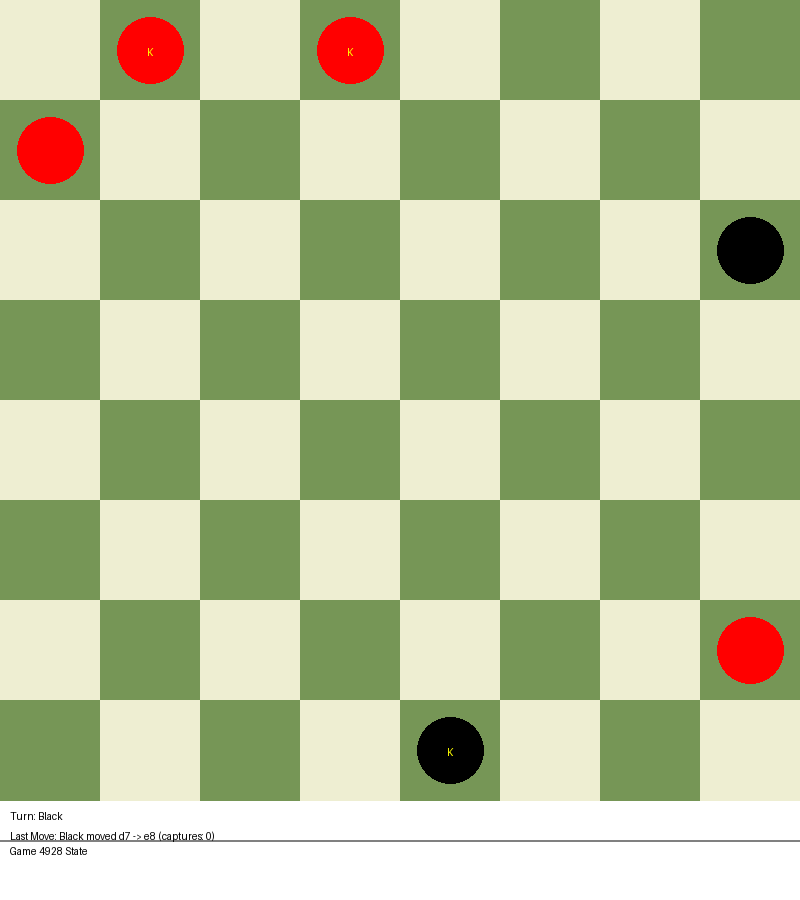 K K
K
Turn: Black
Last Move: Black moved d7 -> e8 (captures: 0)
Game 4928 State